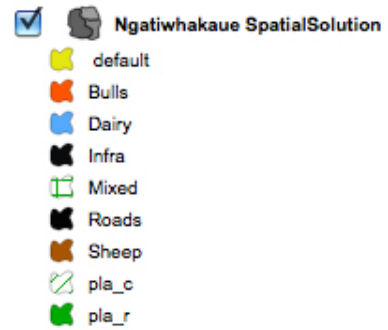 Ngatiwhakaue SpatialSolution
default
Bulls
Dairy
Infra
Mixed
Roads
Sheep
pla_c
pla_r